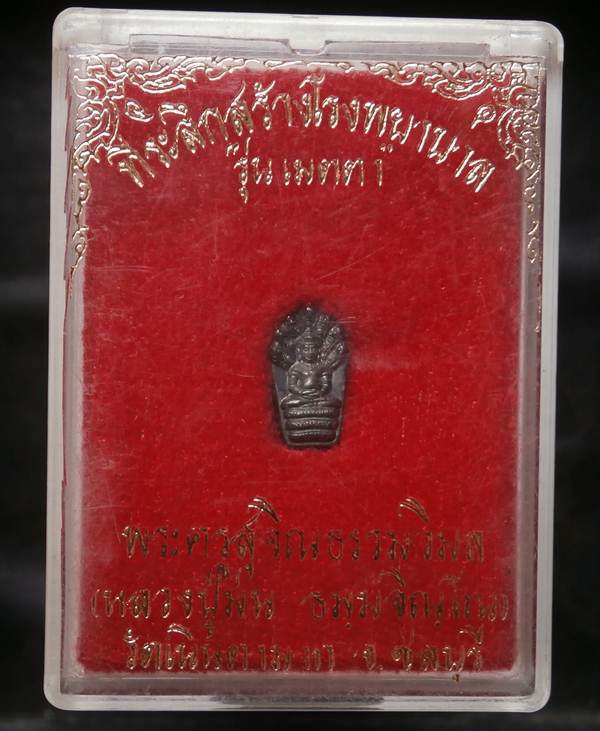 ที่ระลึกสร้างโรงพยาบาล
รุ่นเมตตา
พระครูสุจิณธรรมวิมล
(หลวงปู่ม่น ธมฺมจิณฺโณ)
วัดเนินตามาก จ.ชลบุรี